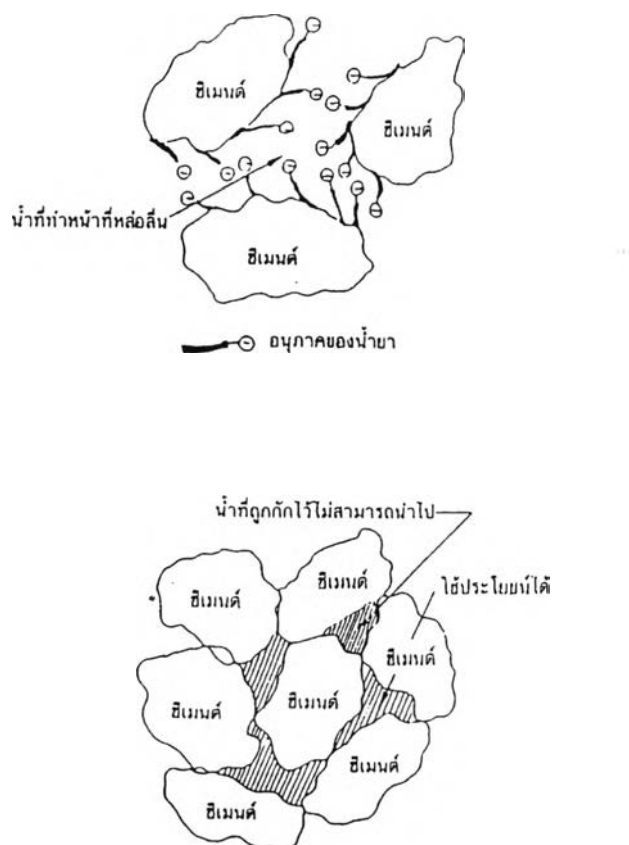 ซิเมนต์
ซิเมนต์
น้ำที่ทำหน้าที่หล่อลื่น
ซิเมนต์
อนุภาคของน้ำยา
น้ำที่ถูกกักไว้ไม่สามารถนำไป
ซิเมนต์
ซิเมนต์
ใช้ประโยชน์ได้
ซิเมนต์
ซิเมนต์
ซิเมนต์
ซิเมนต์
ซิเมนต์